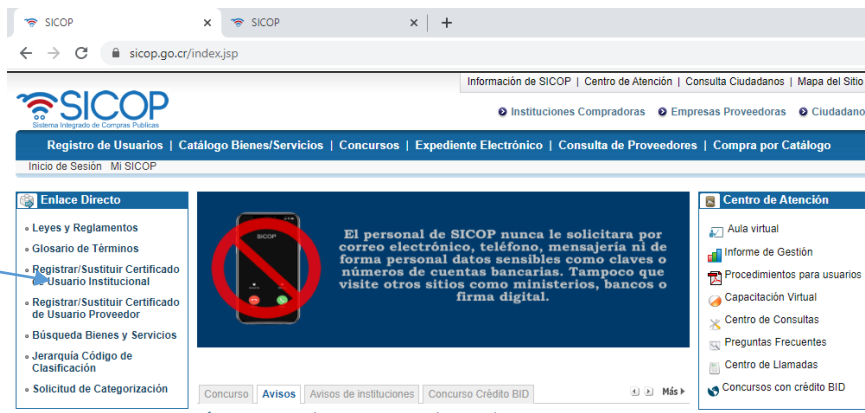 SICOP
SICOP
sicop.go.cr/index.jsp
Información de SICOP | Centro de Atención | Consulta Ciudadanos | Mapa del Sitio
SICOP
Sistema Integrado de Compras Públicas
Instituciones Compradoras Empresas Proveedoras Ciudadano
Registro de Usuarios | Catálogo Bienes/Servicios | Concursos | Expediente Electrónico | Consulta de Proveedores | Compra por Catálogo
Inicio de Sesión Mi SICOP
Enlace Directo
Leyes y Reglamentos
Glosario de Términos
Registrar/Sustituir Certificado
de Usuario Institucional
Registrar/Sustituir Certificado
de Usuario Proveedor
Búsqueda Bienes y Servicios
Jerarquía Código de
Clasificación
Solicitud de Categorización
SICOP
El personal de SICOP nunca le solicitara por
correo electrónico, teléfono, mensajería ni de
forma personal datos sensibles como claves o
números de cuentas bancarias. Tampoco que
visite otros sitios como ministerios, bancos o
firma digital.
Concurso Avisos Avisos de instituciones Concurso Crédito BID Más
Centro de Atención
Aula virtual
Informe de Gestión
Procedimientos para usuarios
Capacitación Virtual
Centro de Consultas
Preguntas Frecuentes
Centro de Llamadas
Concursos con crédito BID